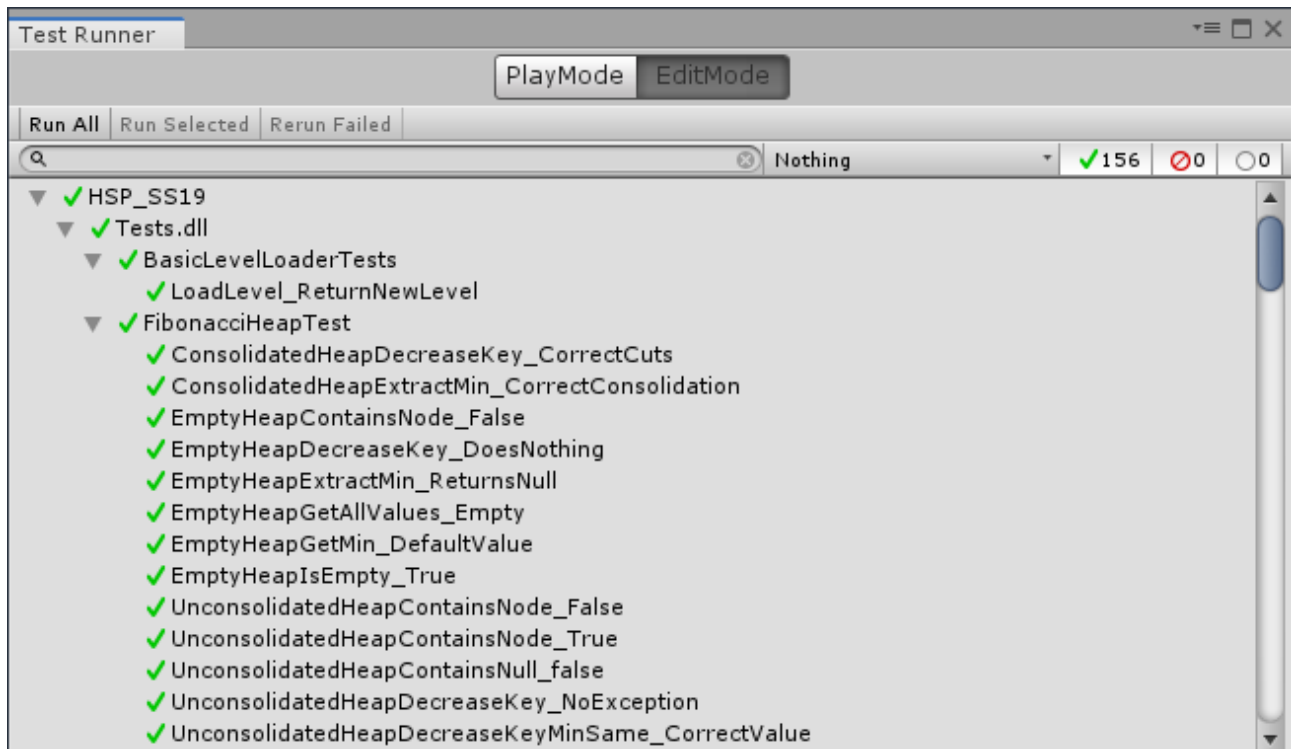 Test Runner
PlayMode EditMode
Run All Run Selected Rerun Failed
Nothing 156 0 0
HSP_SS19
Tests.dll
BasicLevelLoaderTests
LoadLevel_ReturnNewLevel
FibonacciHeapTest
ConsolidatedHeapDecreaseKey_CorrectCuts
ConsolidatedHeapExtractMin_CorrectConsolidation
EmptyHeapContainsNode_False
EmptyHeapDecreaseKey_DoesNothing
EmptyHeapExtractMin_ReturnsNull
EmptyHeapGetAllValues_Empty
EmptyHeapGetMin_DefaultValue
EmptyHeapIsEmpty_True
UnconsolidatedHeapContainsNode_False
UnconsolidatedHeapContainsNode_True
UnconsolidatedHeapContainsNull_false
UnconsolidatedHeapDecreaseKey_NoException
UnconsolidatedHeapDecreaseKeyMinSame_CorrectValue